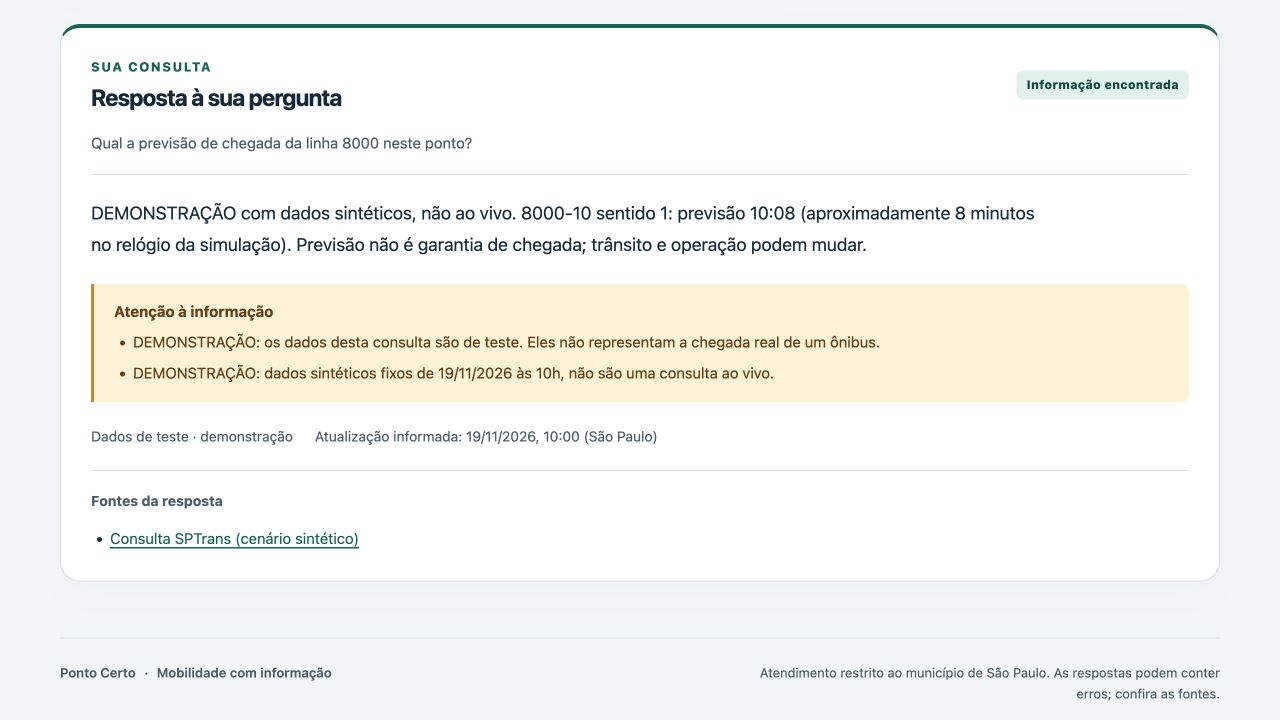 SUA CONSULTA
Resposta à sua pergunta
Informação encontrada
Qual a previsão de chegada da linha 8000 neste ponto?
DEMONSTRAÇÃO com dados sintéticos, não ao vivo. 8000-10 sentido 1: previsão 10:08 (aproximadamente 8 minutos
no relógio da simulação). Previsão não é garantia de chegada; trânsito e operação podem mudar.
Atenção à informação
• DEMONSTRAÇÃO: os dados desta consulta são de teste. Eles não representam a chegada real de um ônibus.
• DEMONSTRAÇÃO: dados sintéticos fixos de 19/11/2026 às 10h, não são uma consulta ao vivo.
Dados de teste · demonstração Atualização informada: 19/11/2026, 10:00 (São Paulo)
Fontes da resposta
• Consulta SPTrans (cenário sintético)
Ponto Certo · Mobilidade com informação
Atendimento restrito ao município de São Paulo. As respostas podem conter
erros; confira as fontes.